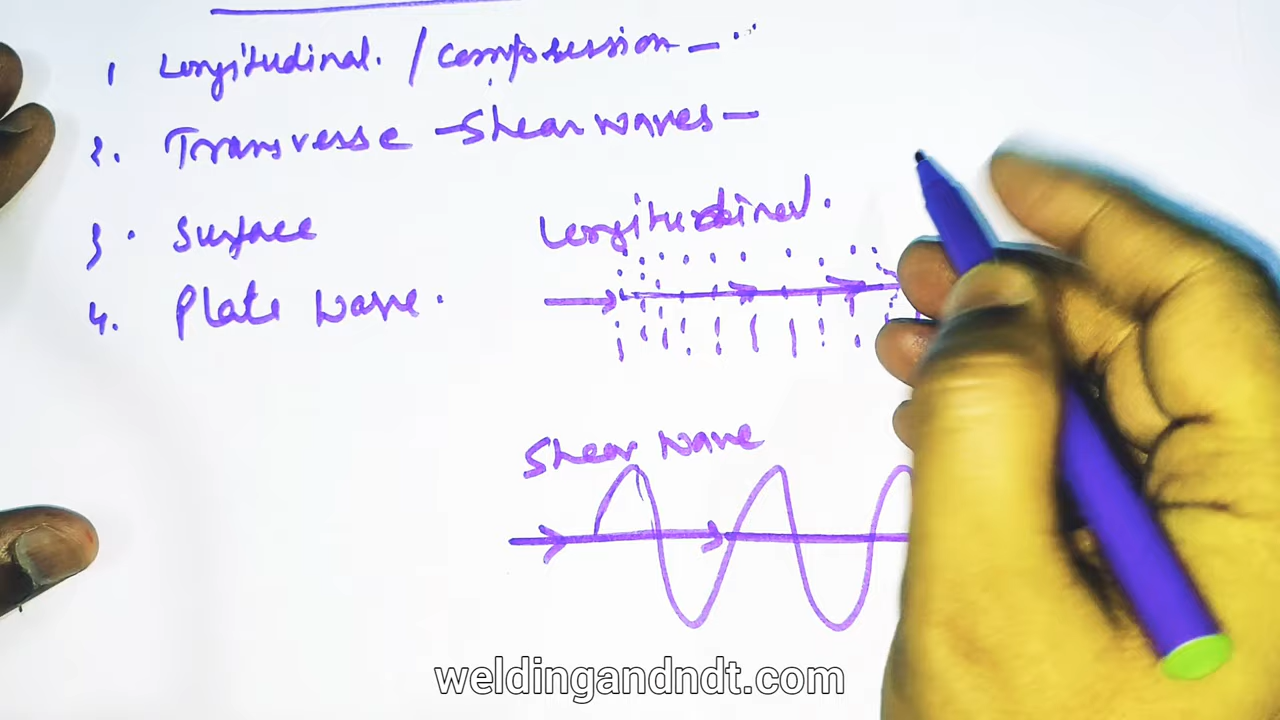 1 Longitudinal. / Compression -
2. Transverse - Shear waves -
3. Surface
4. Plate wave.
Longitudinal.
Shear wave
weldingandndt.com